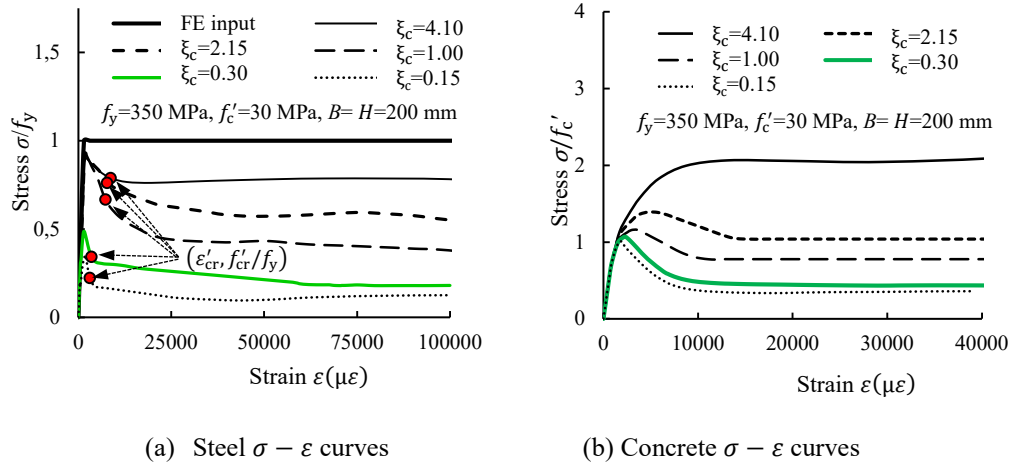 FE input
ξc=4.10
ξc=2.15
ξc=1.00
ξc=0.30
ξc=0.15
fy=350 MPa, fc′=30 MPa, B= H=200 mm
(ε′cr, f′cr/fy)
Stress σ/fy
1,5
1
0,5
0
0
25000
50000
75000
100000
Strain ε(με)
(a) Steel σ − ε curves
ξc=4.10
ξc=2.15
ξc=1.00
ξc=0.30
ξc=0.15
fy=350 MPa, fc′=30 MPa, B= H=200 mm
Stress σ/fc′
4
3
2
1
0
0
10000
20000
30000
40000
Strain ε(με)
(b) Concrete σ − ε curves